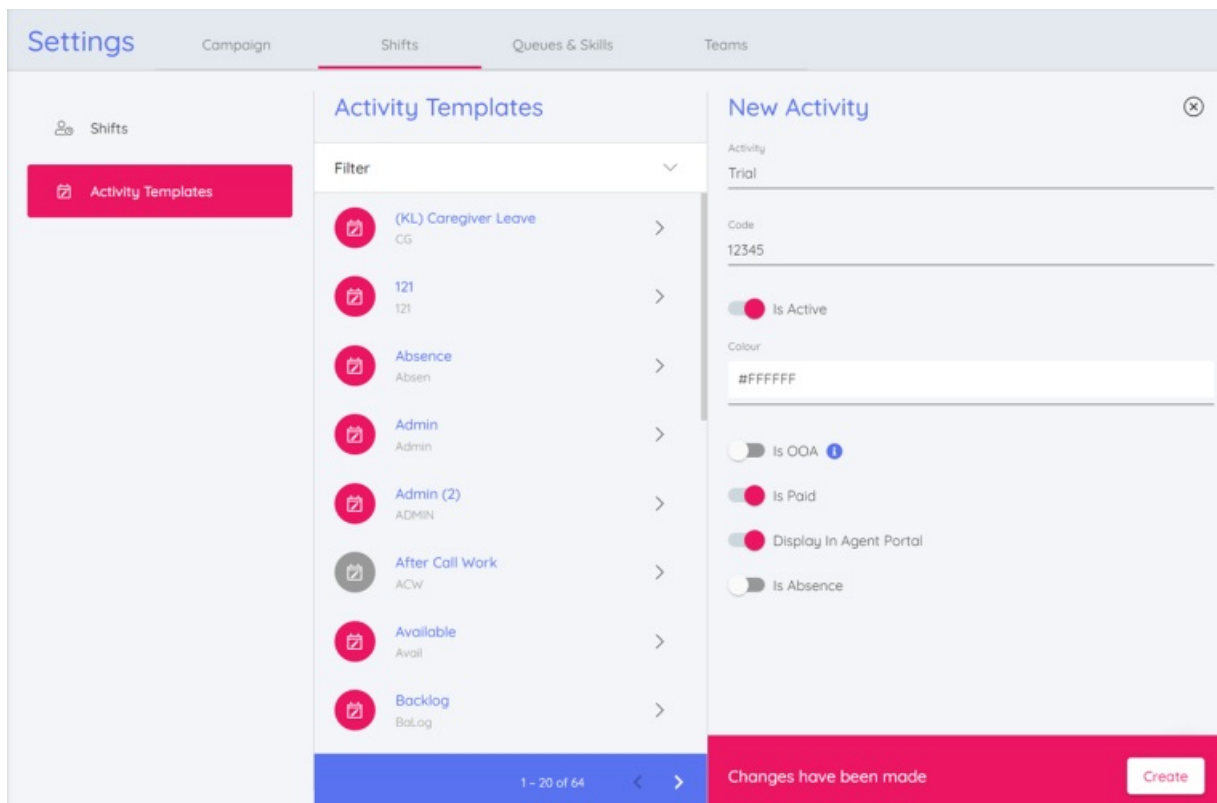 Settings
Campaign
Shifts
Queues & Skills
Teams
Shifts
Activity Templates
Activity Templates
Filter
(KL) Caregiver Leave
CG
121
121
Absence
Absen
Admin
Admin
Admin (2)
ADMIN
After Call Work
ACW
Available
Avail
Backlog
BaLog
1 – 20 of 64
New Activity
Activity
Trial
Code
12345
Is Active
Colour
#FFFFFF
Is OOA
Is Paid
Display In Agent Portal
Is Absence
Changes have been made
Create